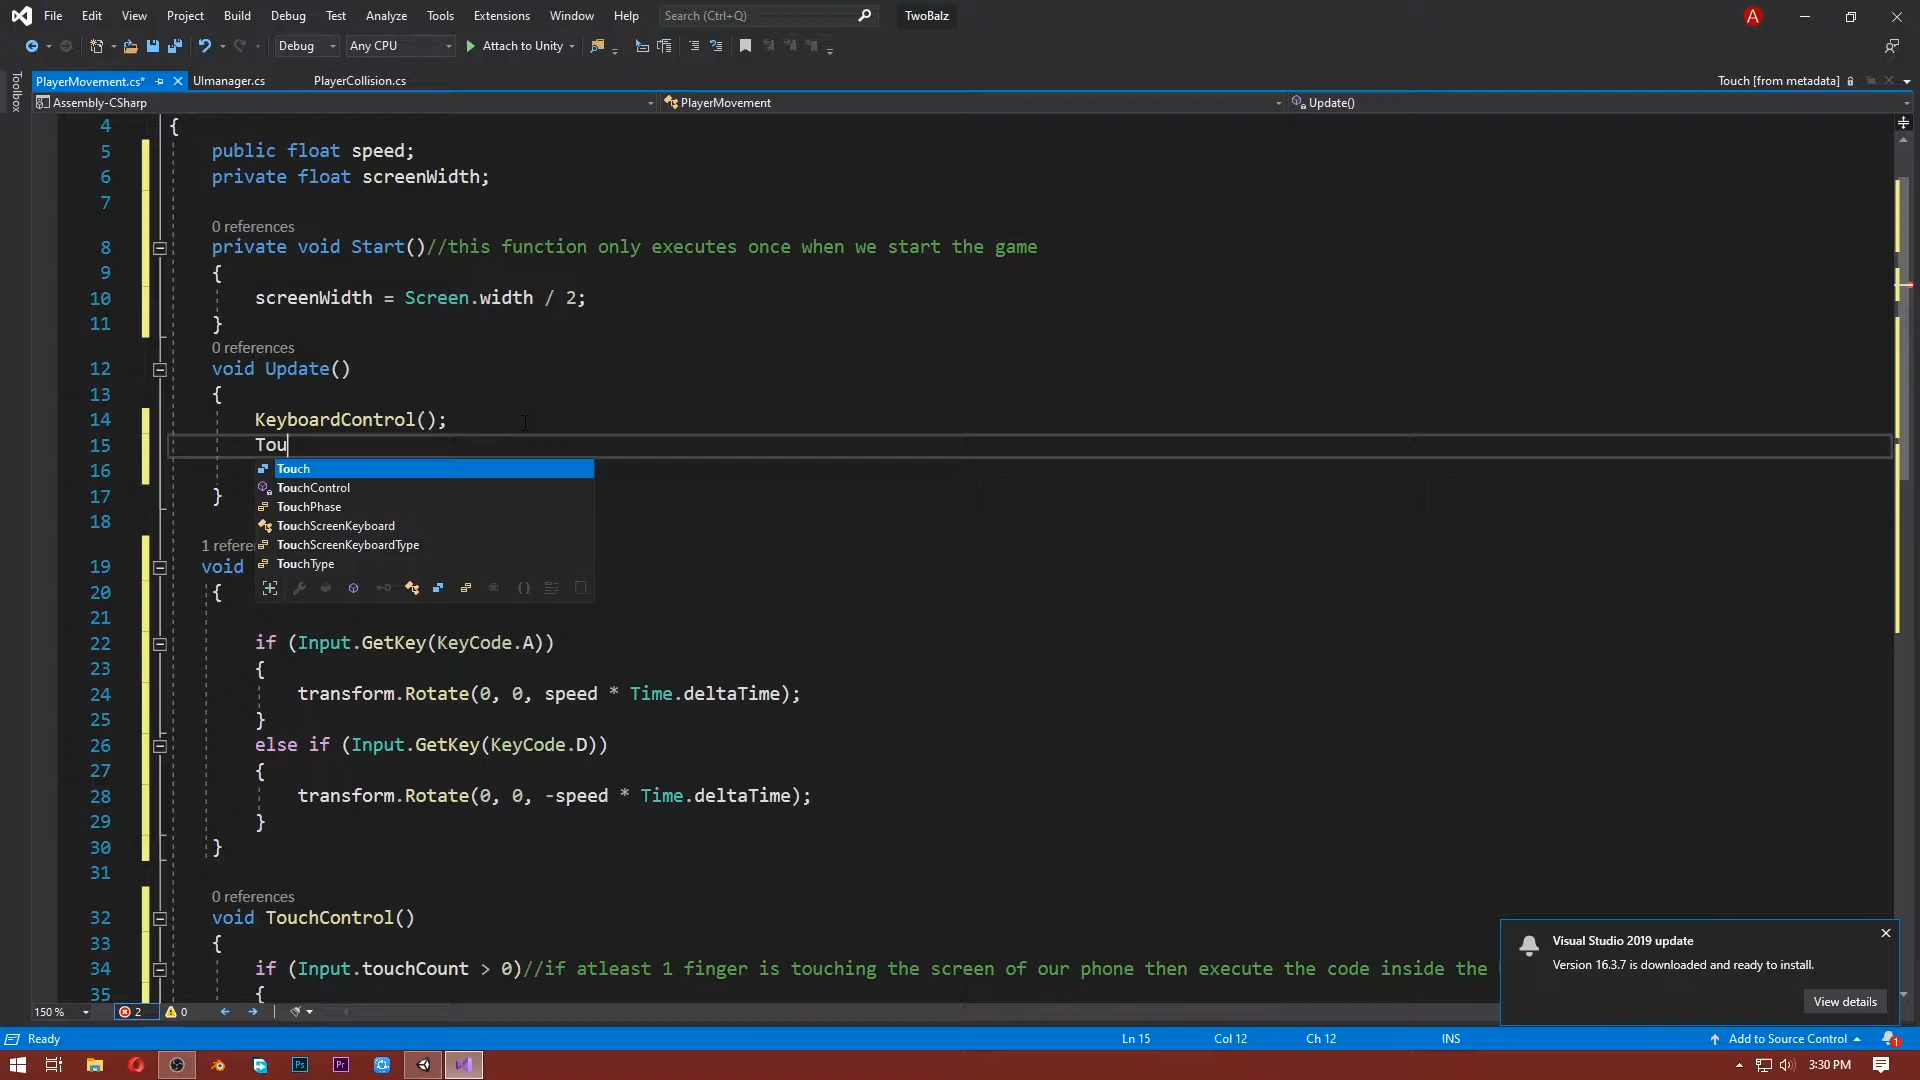 File Edit View Project Build Debug Test Analyze Tools Extensions Window Help Search (Ctrl+Q) TwoBalz A
Debug Any CPU Attach to Unity
PlayerMovement.cs* UImanager.cs PlayerCollision.cs Touch [from metadata]
Toolbox
Assembly-CSharp PlayerMovement Update()
4 {
5 public float speed;
6 private float screenWidth;
7
0 references
8 private void Start()//this function only executes once when we start the game
9 {
10 screenWidth = Screen.width / 2;
11 }
0 references
12 void Update()
13 {
14 KeyboardControl();
15 Tou
Touch
16
TouchControl
17 }
TouchPhase
18
TouchScreenKeyboard
1 refere
TouchScreenKeyboardType
19 void
TouchType
20 {
21
22 if (Input.GetKey(KeyCode.A))
23 {
24 transform.Rotate(0, 0, speed * Time.deltaTime);
25 }
26 else if (Input.GetKey(KeyCode.D))
27 {
28 transform.Rotate(0, 0, -speed * Time.deltaTime);
29 }
30 }
31
0 references
32 void TouchControl()
33 {
34 if (Input.touchCount > 0)//if atleast 1 finger is touching the screen of our phone then execute the code inside the
35 {
Visual Studio 2019 update
Version 16.3.7 is downloaded and ready to install.
View details
150 % 2 0
Ready Ln 15 Col 12 Ch 12 INS Add to Source Control 1
Ps Pr 3:30 PM